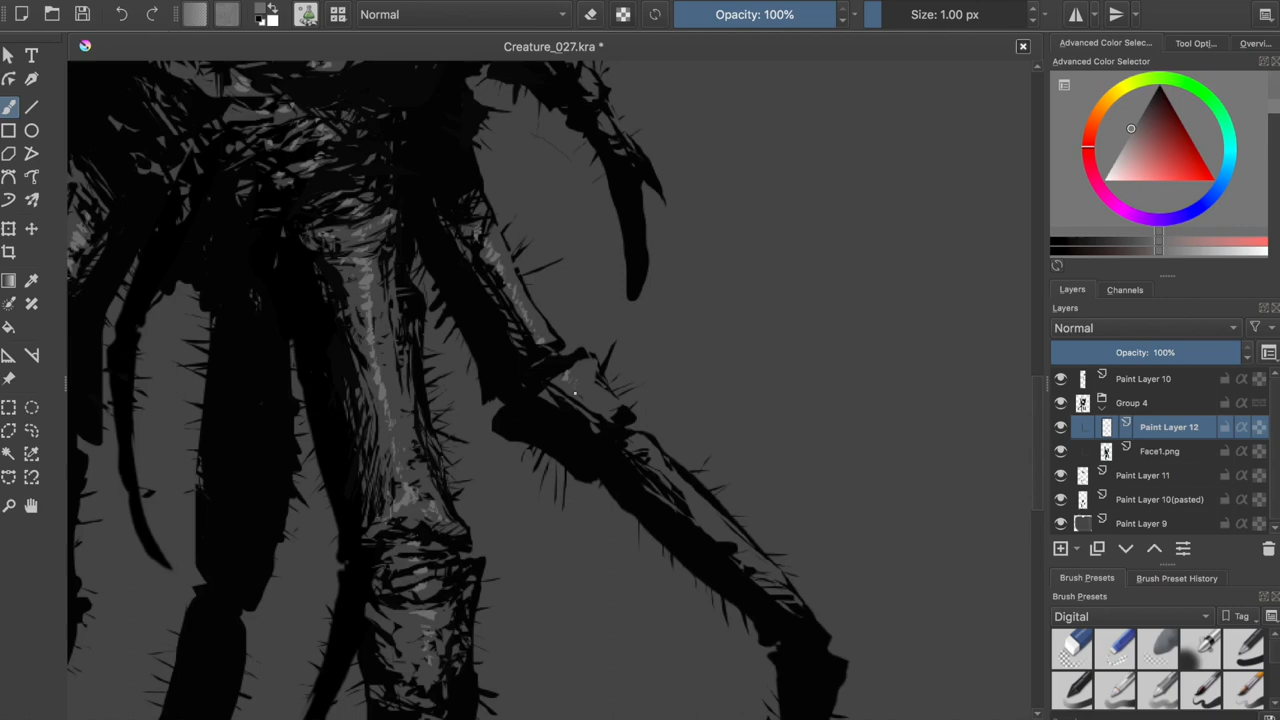 Normal
Opacity: 100%
Size: 1.00 px
Creature_027.kra *
Advanced Color Selec...
Tool Opti...
Overvi...
Advanced Color Selector
Layers
Channels
Layers
Normal
Opacity: 100%
Paint Layer 10
Group 4
Paint Layer 12
Face1.png
Paint Layer 11
Paint Layer 10(pasted)
Paint Layer 9
Brush Presets
Brush Preset History
Brush Presets
Digital
Tag